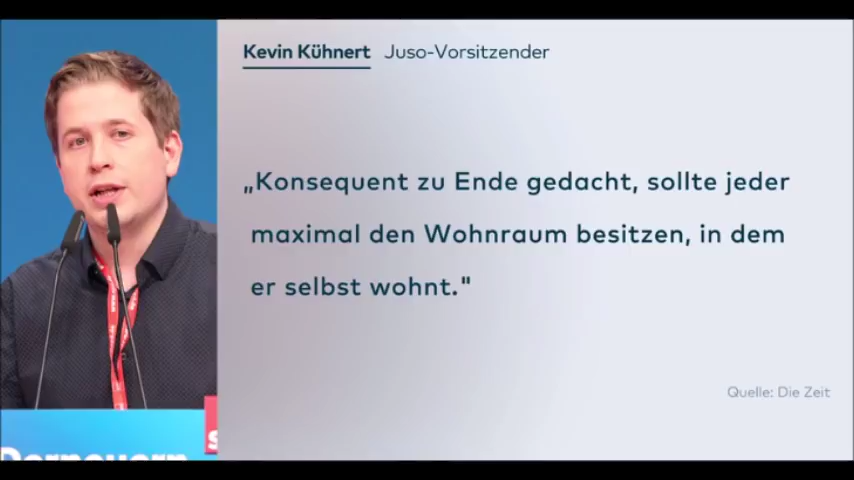 Kevin Kühnert Juso-Vorsitzender
„Konsequent zu Ende gedacht, sollte jeder
maximal den Wohnraum besitzen, in dem
er selbst wohnt."
Quelle: Die Zeit